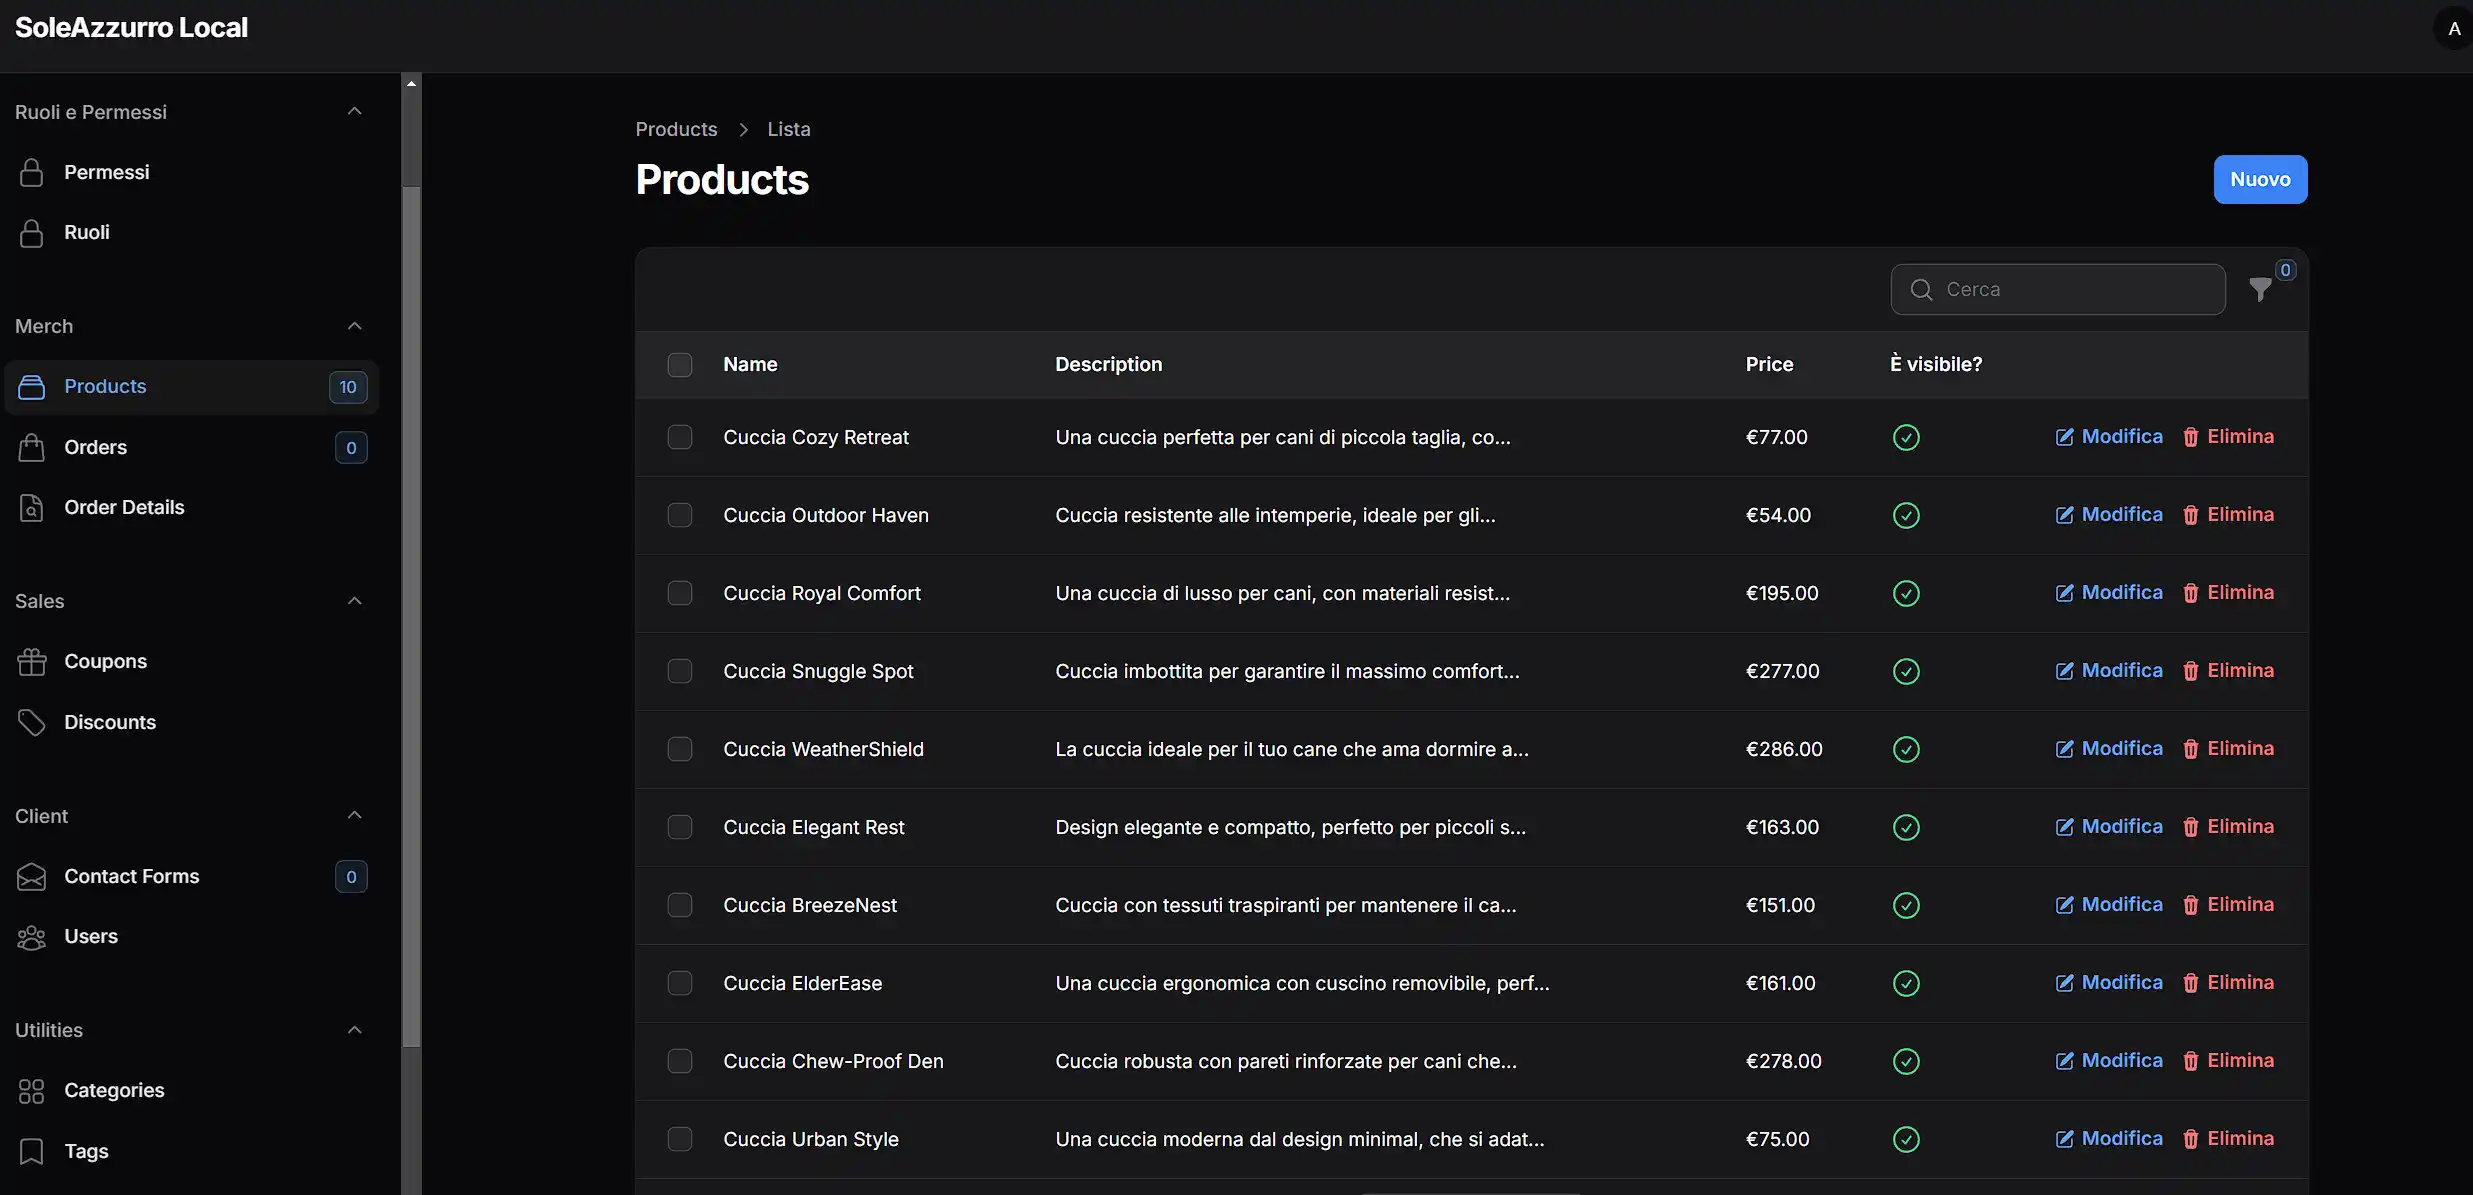 SoleAzzurro Local
A
Ruoli e Permessi
Permessi
Ruoli
Merch
Products 10
Orders 0
Order Details
Sales
Coupons
Discounts
Client
Contact Forms 0
Users
Utilities
Categories
Tags
Products > Lista
Products
Nuovo
Cerca
0
Name Description Price È visibile?
Cuccia Cozy Retreat Una cuccia perfetta per cani di piccola taglia, co... €77.00 Modifica Elimina
Cuccia Outdoor Haven Cuccia resistente alle intemperie, ideale per gli... €54.00 Modifica Elimina
Cuccia Royal Comfort Una cuccia di lusso per cani, con materiali resist... €195.00 Modifica Elimina
Cuccia Snuggle Spot Cuccia imbottita per garantire il massimo comfort... €277.00 Modifica Elimina
Cuccia WeatherShield La cuccia ideale per il tuo cane che ama dormire a... €286.00 Modifica Elimina
Cuccia Elegant Rest Design elegante e compatto, perfetto per piccoli s... €163.00 Modifica Elimina
Cuccia BreezeNest Cuccia con tessuti traspiranti per mantenere il ca... €151.00 Modifica Elimina
Cuccia ElderEase Una cuccia ergonomica con cuscino removibile, perf... €161.00 Modifica Elimina
Cuccia Chew-Proof Den Cuccia robusta con pareti rinforzate per cani che... €278.00 Modifica Elimina
Cuccia Urban Style Una cuccia moderna dal design minimal, che si adat... €75.00 Modifica Elimina